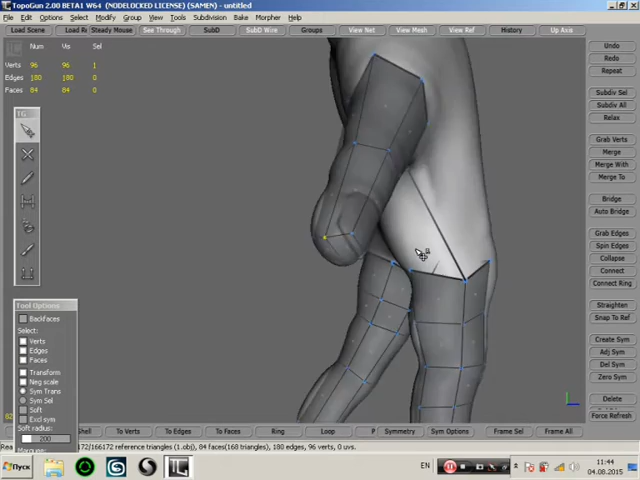 TopoGun 2.00 BETA1 W64 (NODELOCKED LICENSE) (SAMEN) - untitled
File Edit Options View Tools Select Modify Group View SubD Bake Morpher Help
Load Scene Load R Steady Mouse See Through SubD SubD Wire Groups View Net View Mesh View Ref History Up Axis
Num Vis Sel
Verts 96 96 1
Edges 180 180 0
Faces 84 84 0
TG
Undo
Redo
Repeat
Subdiv Sel
Subdiv All
Relax
Grab Verts
Merge
Merge With
Merge To
Bridge
Auto Bridge
Grab Edges
Spin Edges
Collapse
Connect
Connect Ring
Straighten
Snap To Ref
Create Sym
Adj Sym
Del Sym
Zero Sym
Delete
Force Refresh
Tool Options
Backfaces
Select:
Verts
Edges
Faces
Transform
Neg scale
Sym Trans
Sym Sel
Soft
Excl sym
Soft radius:
200
Shell To Verts To Edges To Faces Ring Loop P Symmetry Sym Options Frame Sel Frame All
172/166172 reference triangles (1.obj), 84 faces(168 triangles), 180 edges, 96 verts, 0 uvs.
Пуск
EN
11:44
04.08.2015